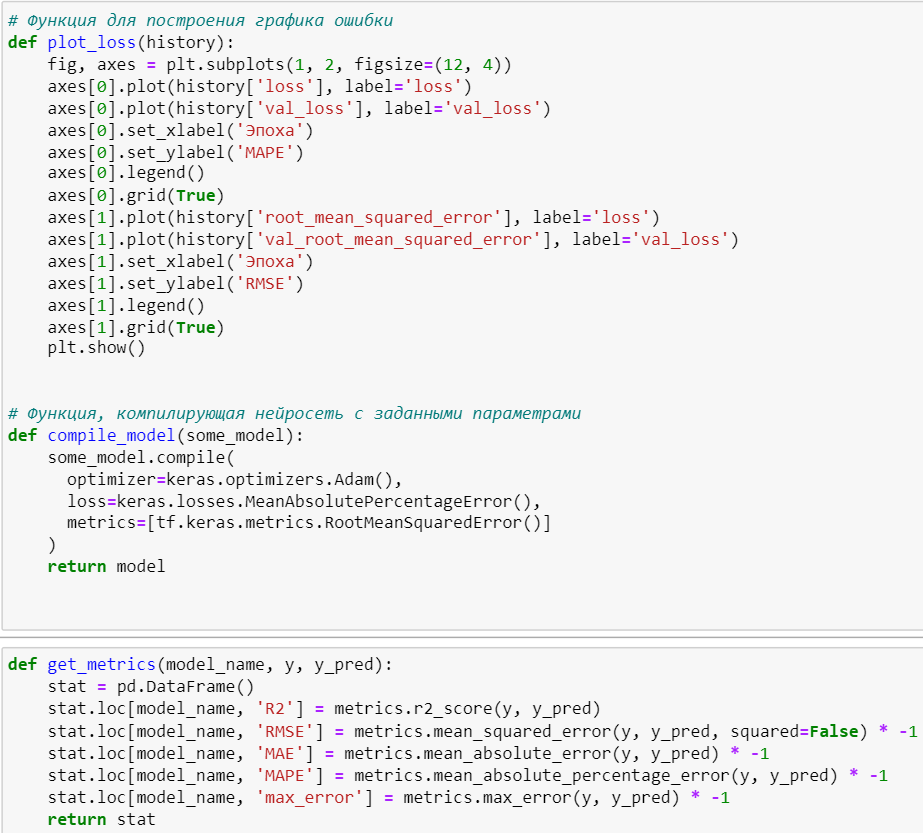 # Функция для построения графика ошибки
def plot_loss(history):
    fig, axes = plt.subplots(1, 2, figsize=(12, 4))
    axes[0].plot(history['loss'], label='loss')
    axes[0].plot(history['val_loss'], label='val_loss')
    axes[0].set_xlabel('Эпоха')
    axes[0].set_ylabel('MAPE')
    axes[0].legend()
    axes[0].grid(True)
    axes[1].plot(history['root_mean_squared_error'], label='loss')
    axes[1].plot(history['val_root_mean_squared_error'], label='val_loss')
    axes[1].set_xlabel('Эпоха')
    axes[1].set_ylabel('RMSE')
    axes[1].legend()
    axes[1].grid(True)
    plt.show()
# Функция, компилирующая нейросеть с заданными параметрами
def compile_model(some_model):
    some_model.compile(
      optimizer=keras.optimizers.Adam(),
      loss=keras.losses.MeanAbsolutePercentageError(),
      metrics=[tf.keras.metrics.RootMeanSquaredError()]
    )
    return model
def get_metrics(model_name, y, y_pred):
    stat = pd.DataFrame()
    stat.loc[model_name, 'R2'] = metrics.r2_score(y, y_pred)
    stat.loc[model_name, 'RMSE'] = metrics.mean_squared_error(y, y_pred, squared=False) * -1
    stat.loc[model_name, 'MAE'] = metrics.mean_absolute_error(y, y_pred) * -1
    stat.loc[model_name, 'MAPE'] = metrics.mean_absolute_percentage_error(y, y_pred) * -1
    stat.loc[model_name, 'max_error'] = metrics.max_error(y, y_pred) * -1
    return stat